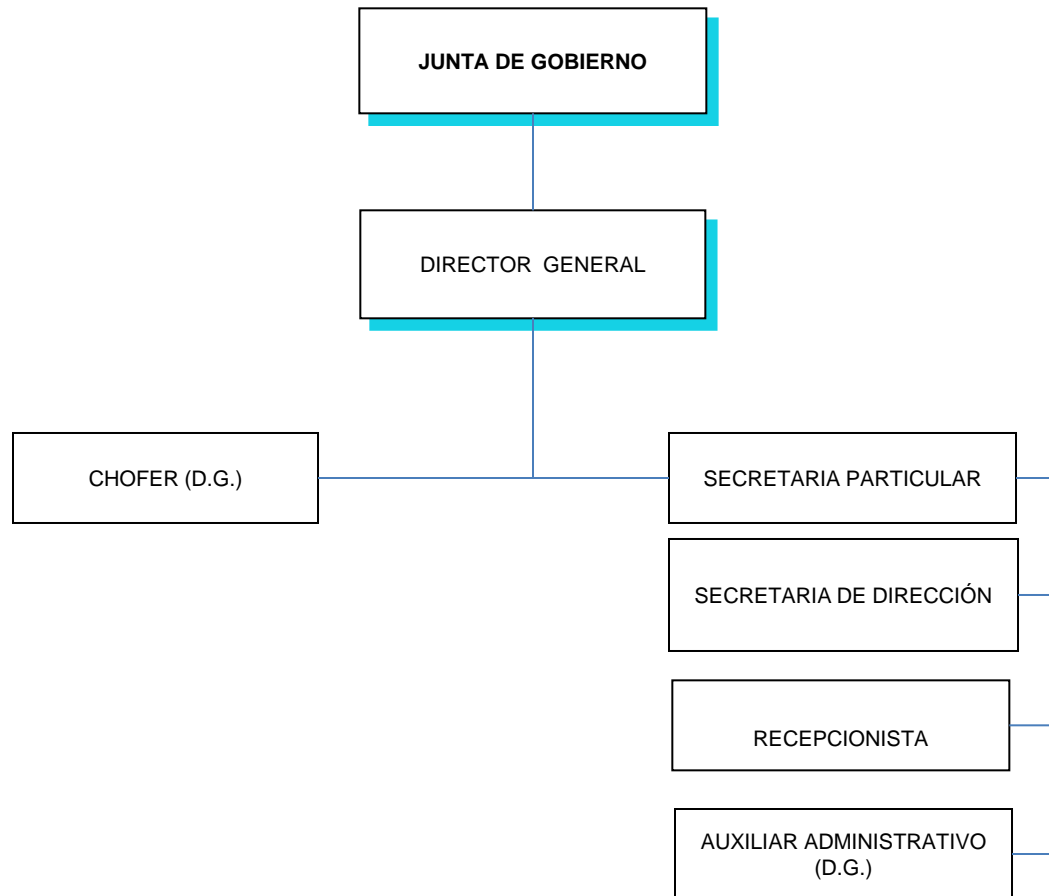 JUNTA DE GOBIERNO
DIRECTOR GENERAL
CHOFER (D.G.)
SECRETARIA PARTICULAR
SECRETARIA DE DIRECCIÓN
RECEPCIONISTA
AUXILIAR ADMINISTRATIVO
(D.G.)